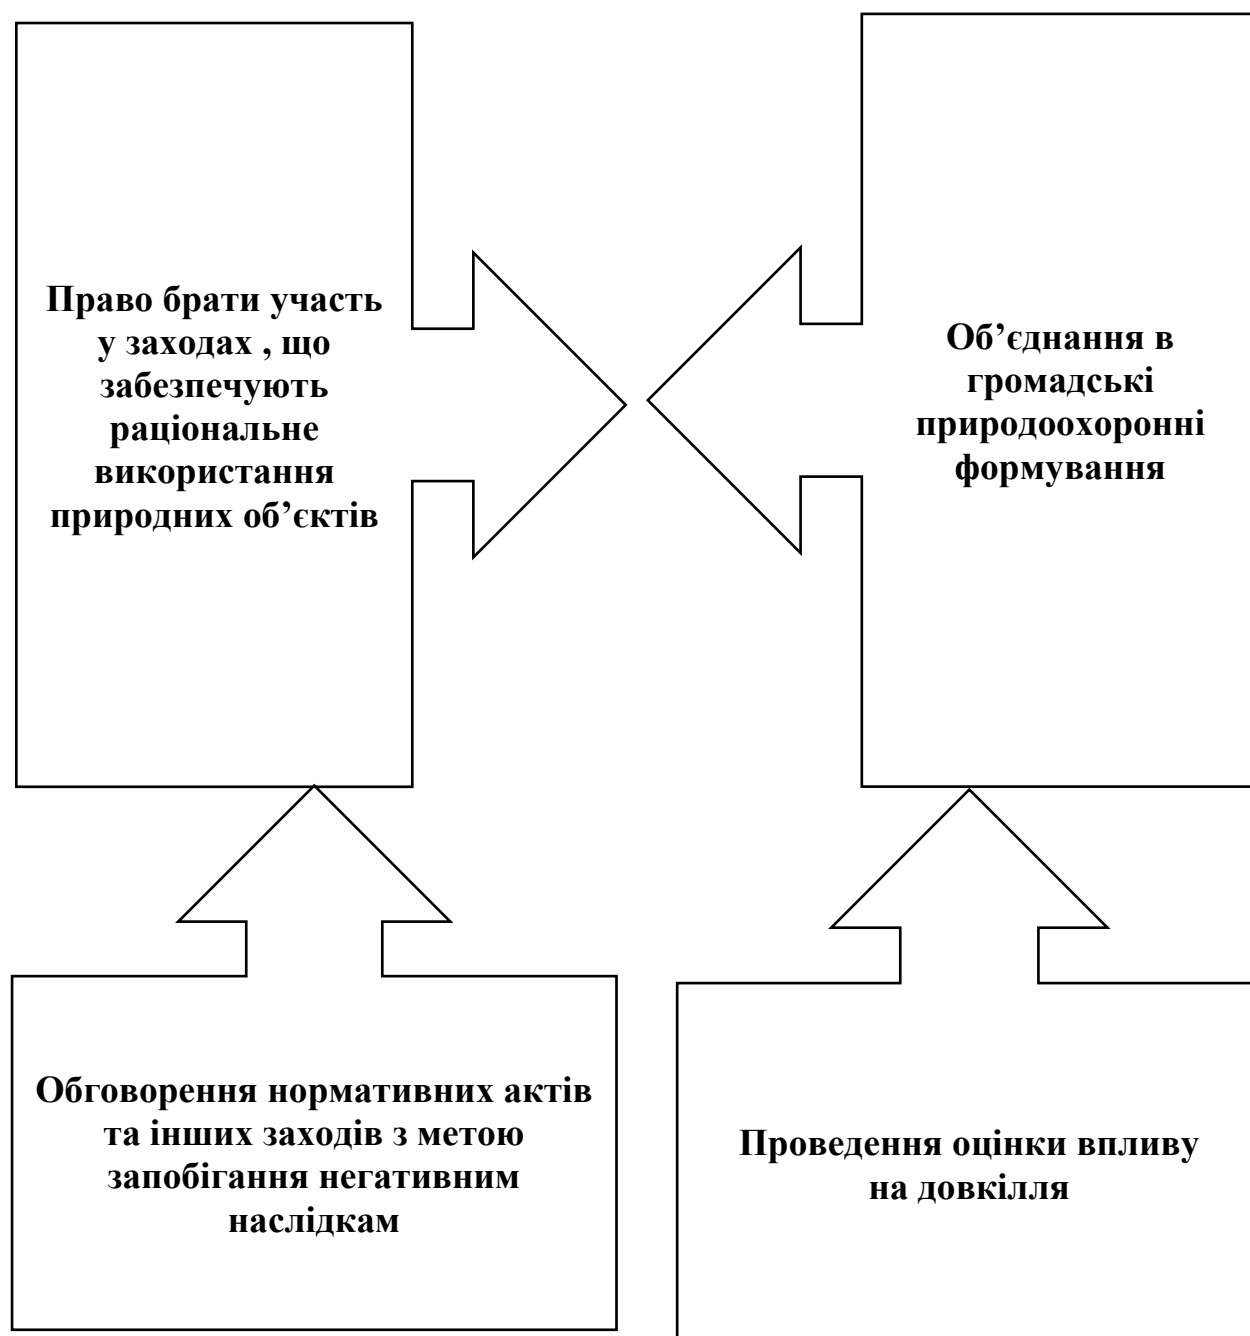 Право брати участь
у заходах , що
забезпечують
раціональне
використання
природних об’єктів
Об’єднання в
громадські
природоохоронні
формування
Обговорення нормативних актів
та інших заходів з метою
запобігання негативним
наслідкам
Проведення оцінки впливу
на довкілля